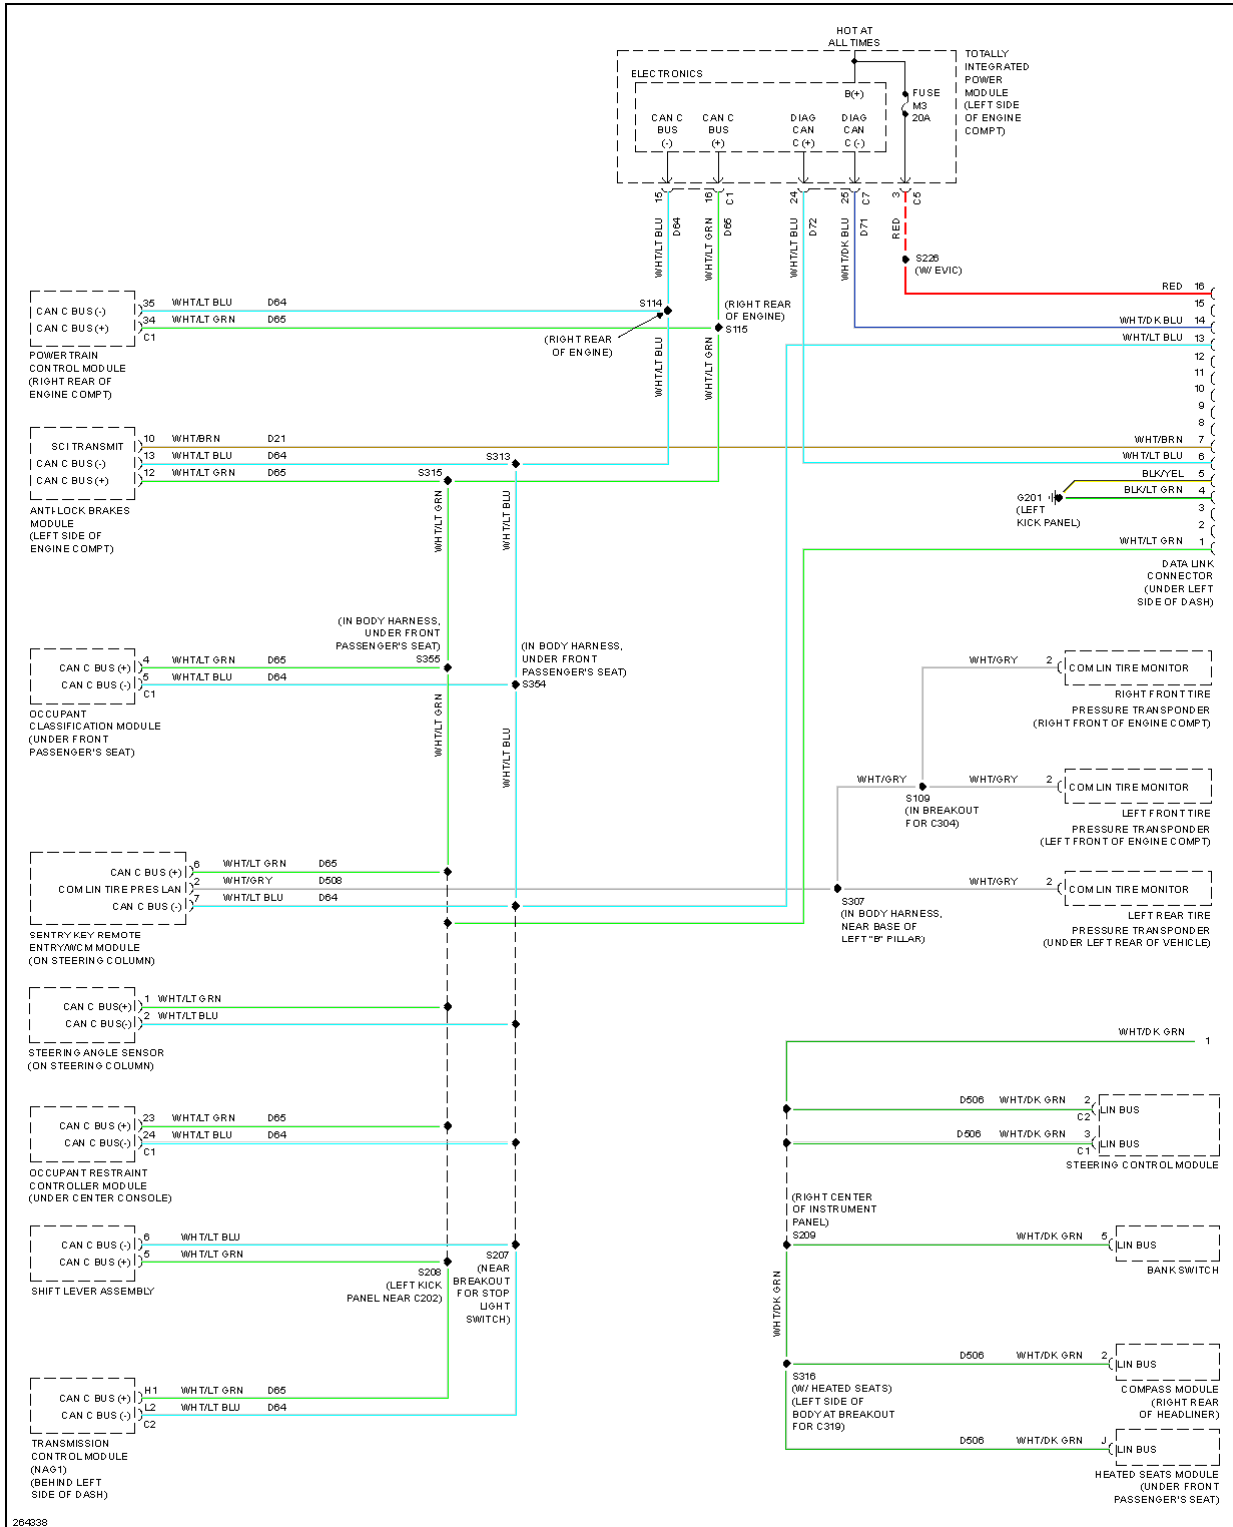 HOT AT
ALL TIMES
TOTALLY
INTEGRATED
POWER
MODULE
(LEFT SIDE
OF ENGINE
COMPT)
ELECTRONICS
B(+)
FUSE
M3
20A
CAN C
BUS
(-)
CAN C
BUS
(+)
DIAG
CAN
C (+)
DIAG
CAN
C (-)
15
16
C1
24
25
C7
3
C5
WHT/LT BLU
D64
WHT/LT GRN
D65
WHT/LT BLU
D72
WHT/DK BLU
D71
RED
S226
(W/ EVIC)
RED 16
15
WHT/DK BLU 14
WHT/LT BLU 13
12
11
10
9
8
WHT/BRN 7
WHT/LT BLU 6
BLK/YEL 5
BLK/LT GRN 4
3
2
WHT/LT GRN 1
G201
(LEFT
KICK PANEL)
DATA LINK
CONNECTOR
(UNDER LEFT
SIDE OF DASH)
CAN C BUS (-) 35 WHT/LT BLU D64
CAN C BUS (+) 34 WHT/LT GRN D65
C1
POWERTRAIN
CONTROL MODULE
(RIGHT REAR OF
ENGINE COMPT)
S114
(RIGHT REAR
OF ENGINE)
(RIGHT REAR
OF ENGINE)
S115
WHT/LT BLU
WHT/LT GRN
SCI TRANSMIT 10 WHT/BRN D21
CAN C BUS (-) 13 WHT/LT BLU D64
CAN C BUS (+) 12 WHT/LT GRN D65
ANTI-LOCK BRAKES
MODULE
(LEFT SIDE OF
ENGINE COMPT)
S313
S315
WHT/LT GRN
WHT/LT BLU
(IN BODY HARNESS,
UNDER FRONT
PASSENGER'S SEAT)
S355
(IN BODY HARNESS,
UNDER FRONT
PASSENGER'S SEAT)
S354
CAN C BUS (+) 4 WHT/LT GRN D65
CAN C BUS (-) 5 WHT/LT BLU D64
C1
OCCUPANT
CLASSIFICATION MODULE
(UNDER FRONT
PASSENGER'S SEAT)
WHT/LT GRN
WHT/LT BLU
WHT/GRY 2 COM LIN TIRE MONITOR
RIGHT FRONT TIRE
PRESSURE TRANSPONDER
(RIGHT FRONT OF ENGINE COMPT)
WHT/GRY
WHT/GRY 2 COM LIN TIRE MONITOR
S109
(IN BREAKOUT
FOR C304)
LEFT FRONT TIRE
PRESSURE TRANSPONDER
(LEFT FRONT OF ENGINE COMPT)
WHT/GRY 2 COM LIN TIRE MONITOR
S307
(IN BODY HARNESS,
NEAR BASE OF
LEFT "B" PILLAR)
LEFT REAR TIRE
PRESSURE TRANSPONDER
(UNDER LEFT REAR OF VEHICLE)
CAN C BUS (+) 6 WHT/LT GRN D65
COM LIN TIRE PRES LAN 2 WHT/GRY D508
CAN C BUS (-) 7 WHT/LT BLU D64
SENTRY KEY REMOTE
ENTRY/WCM MODULE
(ON STEERING COLUMN)
CAN C BUS(+) 1 WHT/LT GRN
CAN C BUS(-) 2 WHT/LT BLU
STEERING ANGLE SENSOR
(ON STEERING COLUMN)
CAN C BUS (+) 23 WHT/LT GRN D65
CAN C BUS(-) 24 WHT/LT BLU D64
C1
OCCUPANT RESTRAINT
CONTROLLER MODULE
(UNDER CENTER CONSOLE)
CAN C BUS (-) 6 WHT/LT BLU
CAN C BUS (+) 5 WHT/LT GRN
SHIFT LEVER ASSEMBLY
S208
(LEFT KICK
PANEL NEAR C202)
S207
(NEAR
BREAKOUT
FOR STOP
LIGHT
SWITCH)
CAN C BUS (+) H1 WHT/LT GRN D65
CAN C BUS (-) L2 WHT/LT BLU D64
C2
TRANSMISSION
CONTROL MODULE
(NAG1)
(BEHIND LEFT
SIDE OF DASH)
WHT/DK GRN 1
D506 WHT/DK GRN 2 LIN BUS
C2
D506 WHT/DK GRN 3 LIN BUS
C1
STEERING CONTROL MODULE
(RIGHT CENTER
OF INSTRUMENT
PANEL)
S209
WHT/DK GRN 5 LIN BUS
BANK SWITCH
WHT/DK GRN
D506 WHT/DK GRN 2 LIN BUS
S316
(W/ HEATED SEATS)
(LEFT SIDE OF
BODY AT BREAKOUT
FOR C319)
COMPASS MODULE
(RIGHT REAR
OF HEADLINER)
D506 WHT/DK GRN J LIN BUS
HEATED SEATS MODULE
(UNDER FRONT
PASSENGER'S SEAT)
264338